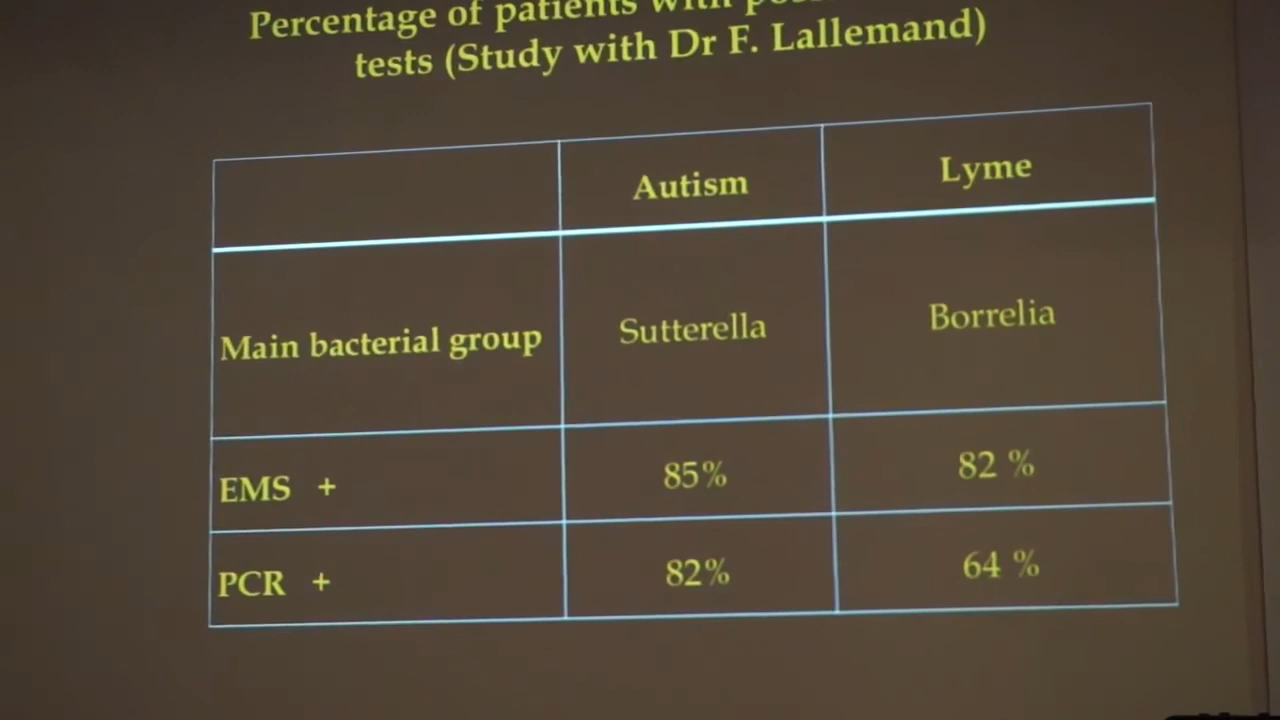 Percentage of patients with
tests (Study with Dr F. Lallemand)
Autism Lyme
Main bacterial group Sutterella Borrelia
EMS + 85% 82 %
PCR + 82% 64 %